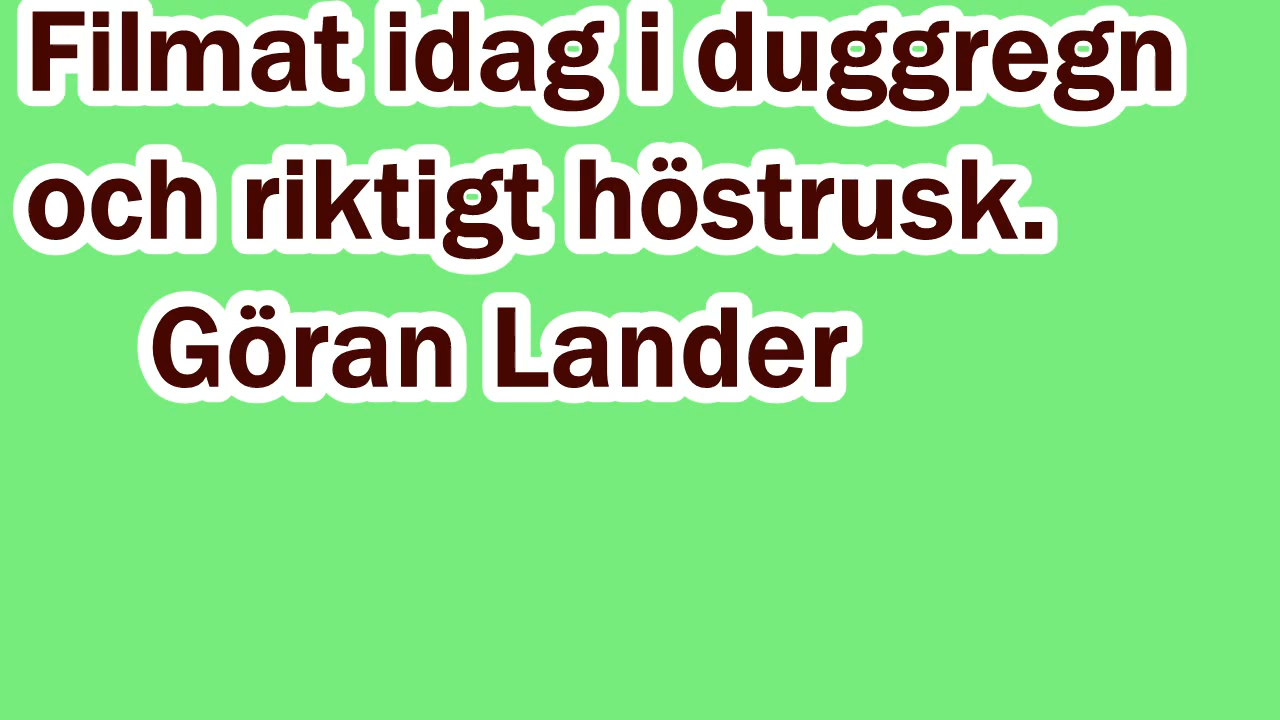 Filmat idag i duggregn
och riktigt höstrusk.
Göran Lander